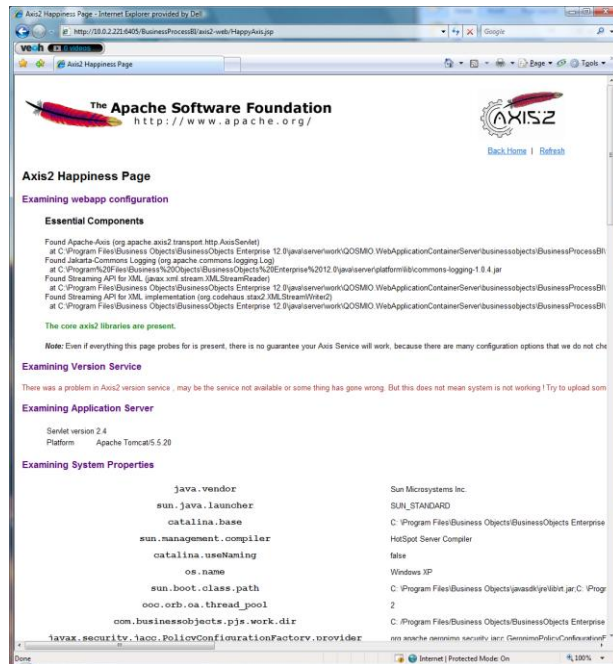 Axis2 Happiness Page - Internet Explorer provided by Dell
http://10.0.2.221:6405/BusinessProcessBI/axis2-web/HappyAxis.jsp
Google
veoh
0 videos
Axis2 Happiness Page
Page
Tools
The Apache Software Foundation
http://www.apache.org/
AXIS2
Back Home | Refresh
Axis2 Happiness Page
Examining webapp configuration
Essential Components
Found Apache-Axis (org.apache.axis2.transport.http.AxisServlet)
at C:\Program Files\Business Objects\BusinessObjects Enterprise 12.0\java\server\work\QOSMIO.WebApplicationContainerServer\businessobjects\BusinessProcessBI\
Found Jakarta-Commons Logging (org.apache.commons.logging.Log)
at C:\Program%20Files\Business%20Objects\BusinessObjects%20Enterprise%2012.0\java\server\platform\lib\commons-logging-1.0.4.jar
Found Streaming API for XML (javax.xml.stream.XMLStreamReader)
at C:\Program Files\Business Objects\BusinessObjects Enterprise 12.0\java\server\work\QOSMIO.WebApplicationContainerServer\businessobjects\BusinessProcessBI\
Found Streaming API for XML implementation (org.codehaus.stax2.XMLStreamWriter2)
at C:\Program Files\Business Objects\BusinessObjects Enterprise 12.0\java\server\work\QOSMIO.WebApplicationContainerServer\businessobjects\BusinessProcessBI\
The core axis2 libraries are present.
Note: Even if everything this page probes for is present, there is no guarantee your Axis Service will work, because there are many configuration options that we do not che
Examining Version Service
There was a problem in Axis2 version service , may be the service not available or some thing has gone wrong. But this does not mean system is not working ! Try to upload som
Examining Application Server
Servlet version 2.4
Platform Apache Tomcat/5.5.20
Examining System Properties
java.vendor Sun Microsystems Inc.
sun.java.launcher SUN_STANDARD
catalina.base C: \Program Files\Business Objects\BusinessObjects Enterprise
sun.management.compiler HotSpot Server Compiler
catalina.useNaming false
os.name Windows XP
sun.boot.class.path C: \Program Files\Business Objects\javasdk\jre\lib\rt.jar;C: \Progr
ooc.orb.oa.thread_pool 2
com.businessobjects.pjs.work.dir C: /Program Files/Business Objects/BusinessObjects Enterprise
javax.security.jacc.PolicyConfigurationFactory.provider org.apache.geronimo.security.jacc.GeronimoPolicyConfigurationF
Done
Internet | Protected Mode: On
100%